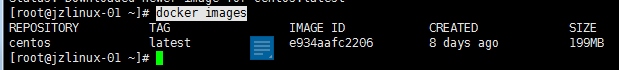 Status: Downloaded newer image for centos:latest
[root@jzlinux-01 ~]# docker images
REPOSITORY TAG IMAGE ID CREATED SIZE
centos latest e934aafc2206 8 days ago 199MB
[root@jzlinux-01 ~]#